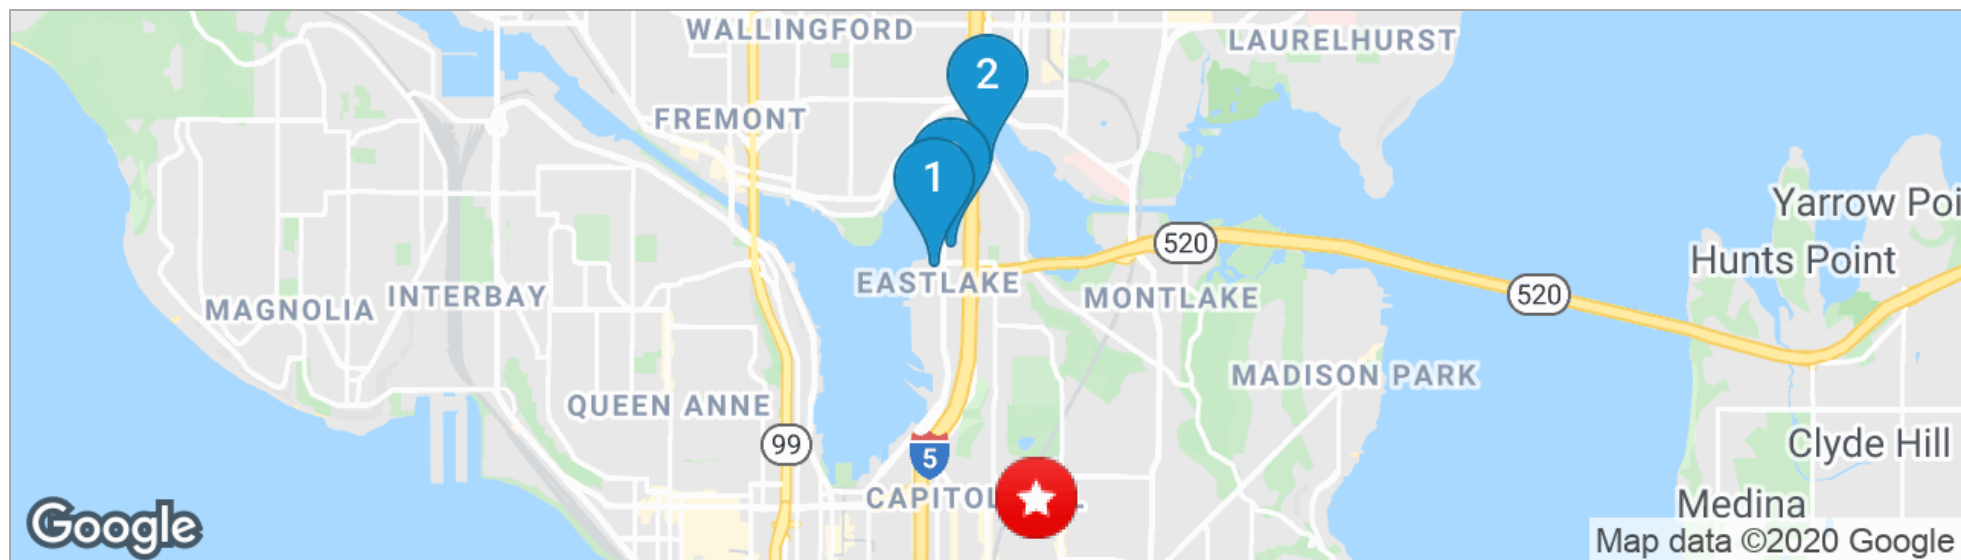 WALLINGFORD
LAURELHURST
2
FREMONT
1
Yarrow Poi
520
Hunts Point
EASTLAKE
520
MONTLAKE
INTERBAY
MAGNOLIA
MADISON PARK
QUEEN ANNE
99
5
Clyde Hill
CAPITOL
Medina
Google
Map data ©2020 Google